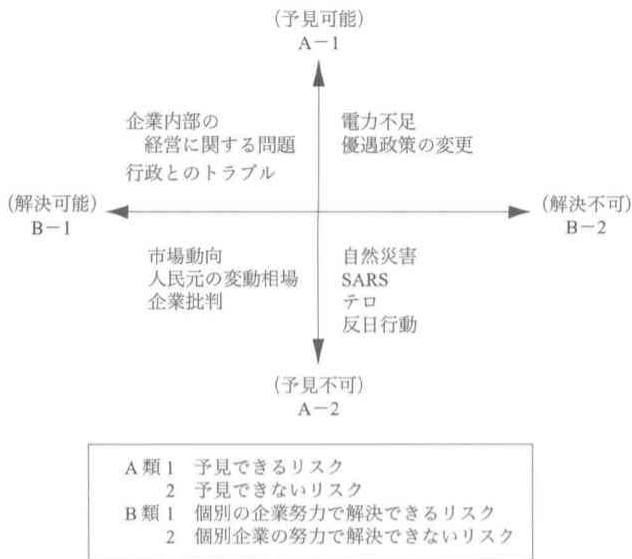 (予見可能)
A－1
企業内部の
経営に関する問題
行政とのトラブル
電力不足
優遇政策の変更
(解決可能)
B－1
(解決不可)
B－2
市場動向
人民元の変動相場
企業批判
自然災害
SARS
テロ
反日行動
(予見不可)
A－2
A類1 予見できるリスク
2 予見できないリスク
B類1 個別の企業努力で解決できるリスク
2 個別企業の努力で解決できないリスク